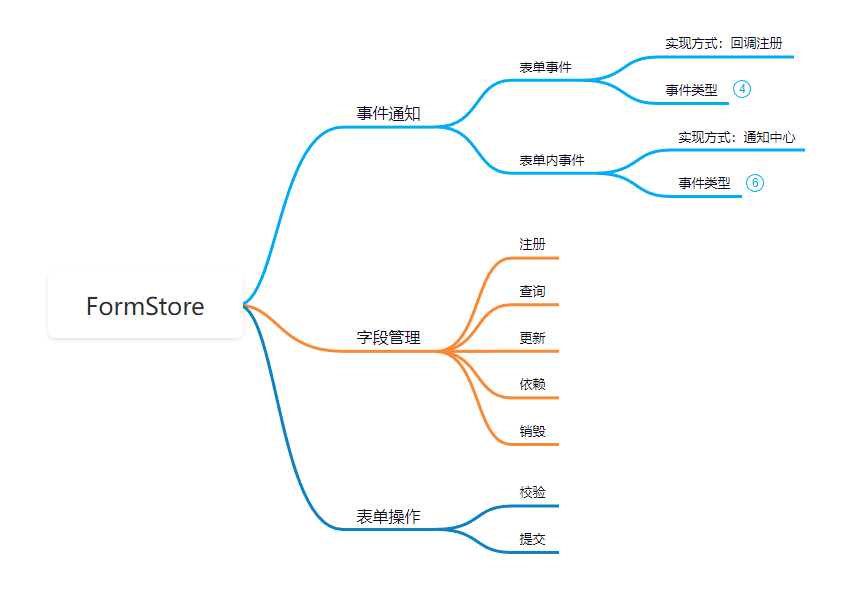 FormStore
事件通知
表单事件
实现方式：回调注册
事件类型 4
表单内事件
实现方式：通知中心
事件类型 6
字段管理
注册
查询
更新
依赖
销毁
表单操作
校验
提交